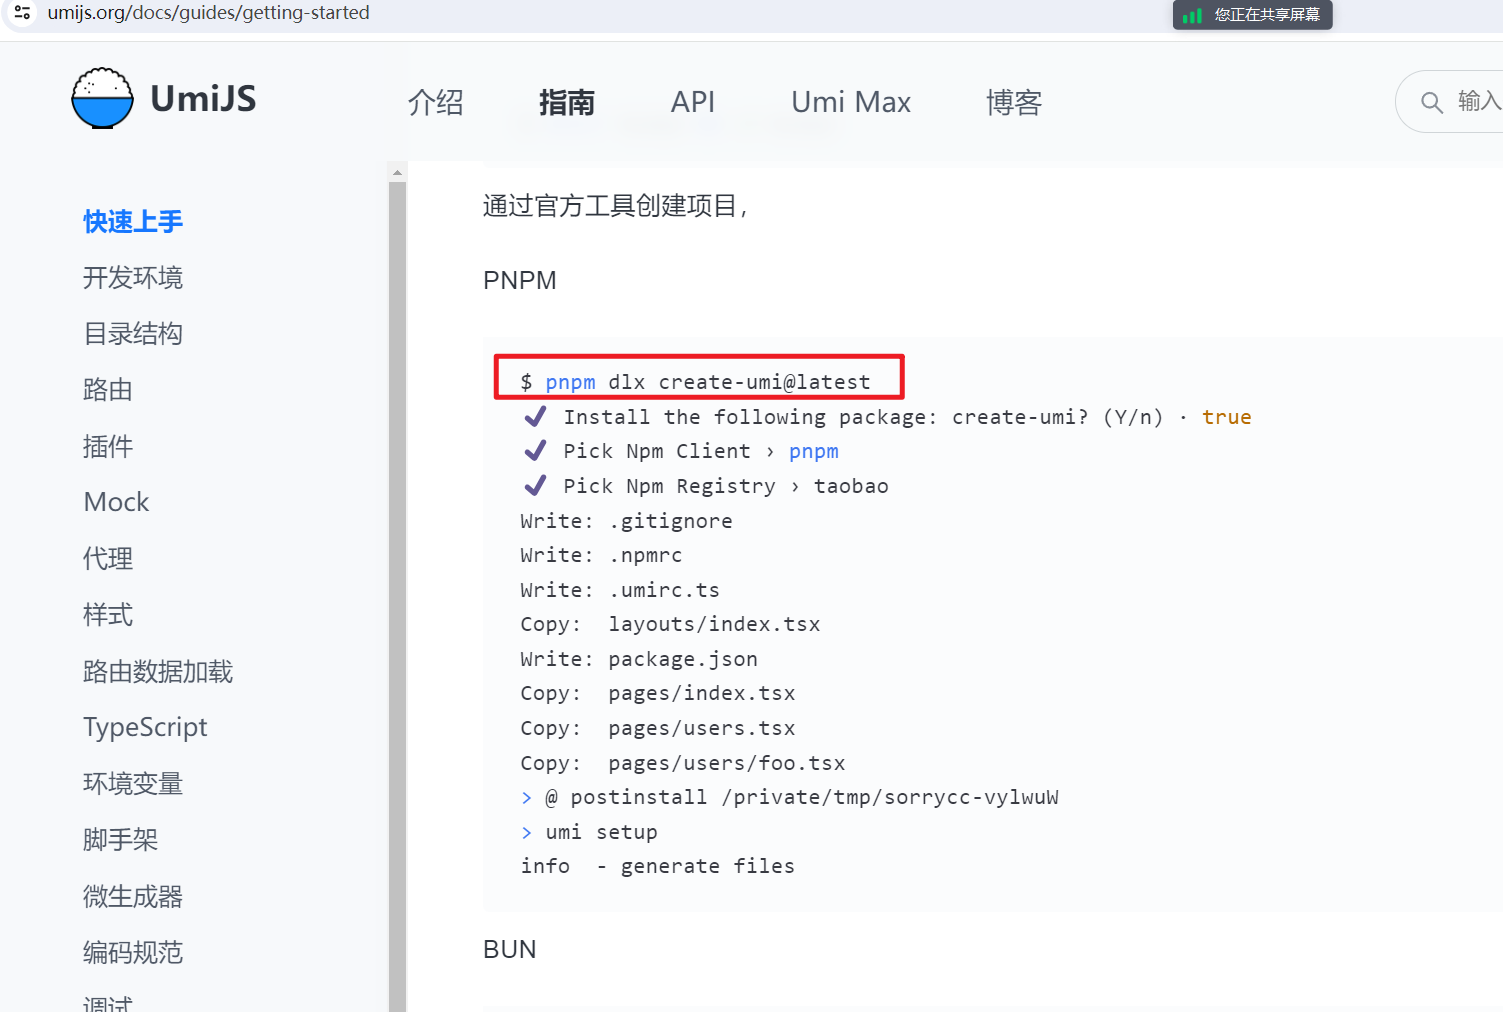 umijs.org/docs/guides/getting-started
您正在共享屏幕
UmiJS
介绍
指南
API
Umi Max
博客
输入
快速上手
开发环境
目录结构
路由
插件
Mock
代理
样式
路由数据加载
TypeScript
环境变量
脚手架
微生成器
编码规范
调试
通过官方工具创建项目，
PNPM
$ pnpm dlx create-umi@latest
✔ Install the following package: create-umi? (Y/n) · true
✔ Pick Npm Client › pnpm
✔ Pick Npm Registry › taobao
Write: .gitignore
Write: .npmrc
Write: .umirc.ts
Copy:  layouts/index.tsx
Write: package.json
Copy:  pages/index.tsx
Copy:  pages/users.tsx
Copy:  pages/users/foo.tsx
> @ postinstall /private/tmp/sorrycc-vylwuW
> umi setup
info  - generate files
BUN